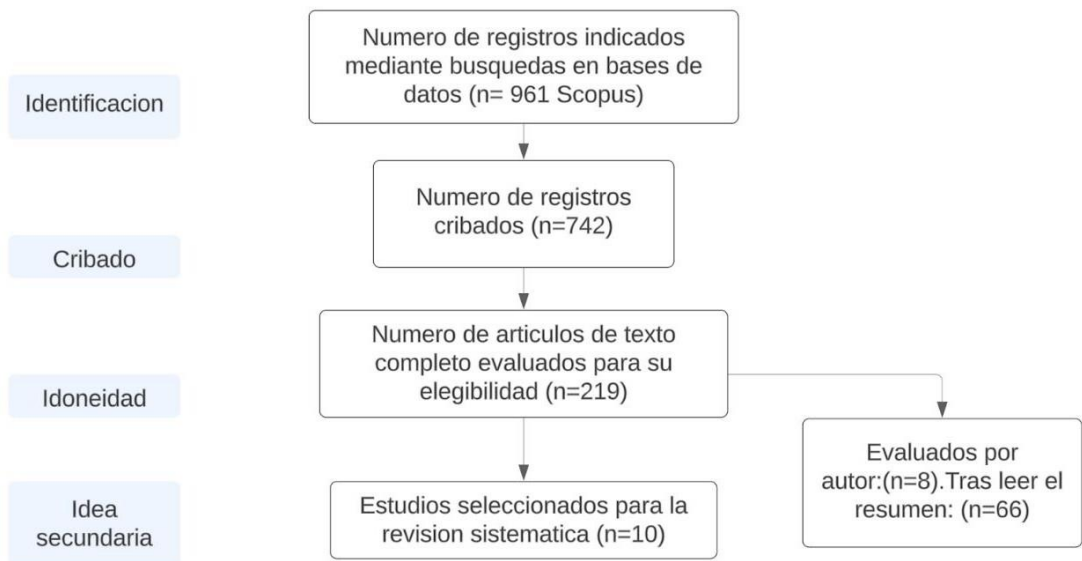 Numero de registros indicados
mediante busquedas en bases de
datos (n= 961 Scopus)
Identificacion
Numero de registros
cribados (n=742)
Cribado
Numero de articulos de texto
completo evaluados para su
elegibilidad (n=219)
Idoneidad
Evaluados por
autor:(n=8).Tras leer el
resumen: (n=66)
Estudios seleccionados para la
revision sistematica (n=10)
Idea
secundaria